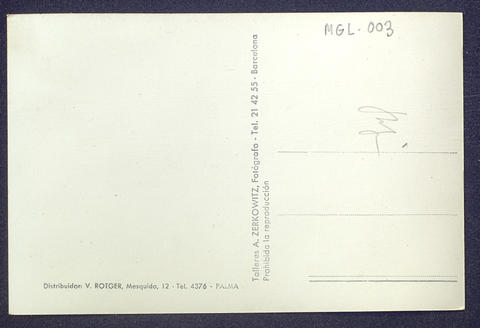 MGL-003
Talleres A. ZERKOWITZ, Fotógrafo - Tel. 21 42 55 - Barcelona
Prohibida la reproducción
Distribuidor: V. ROTGER, Mesquida, 12 - Tel. 4376 - PALMA